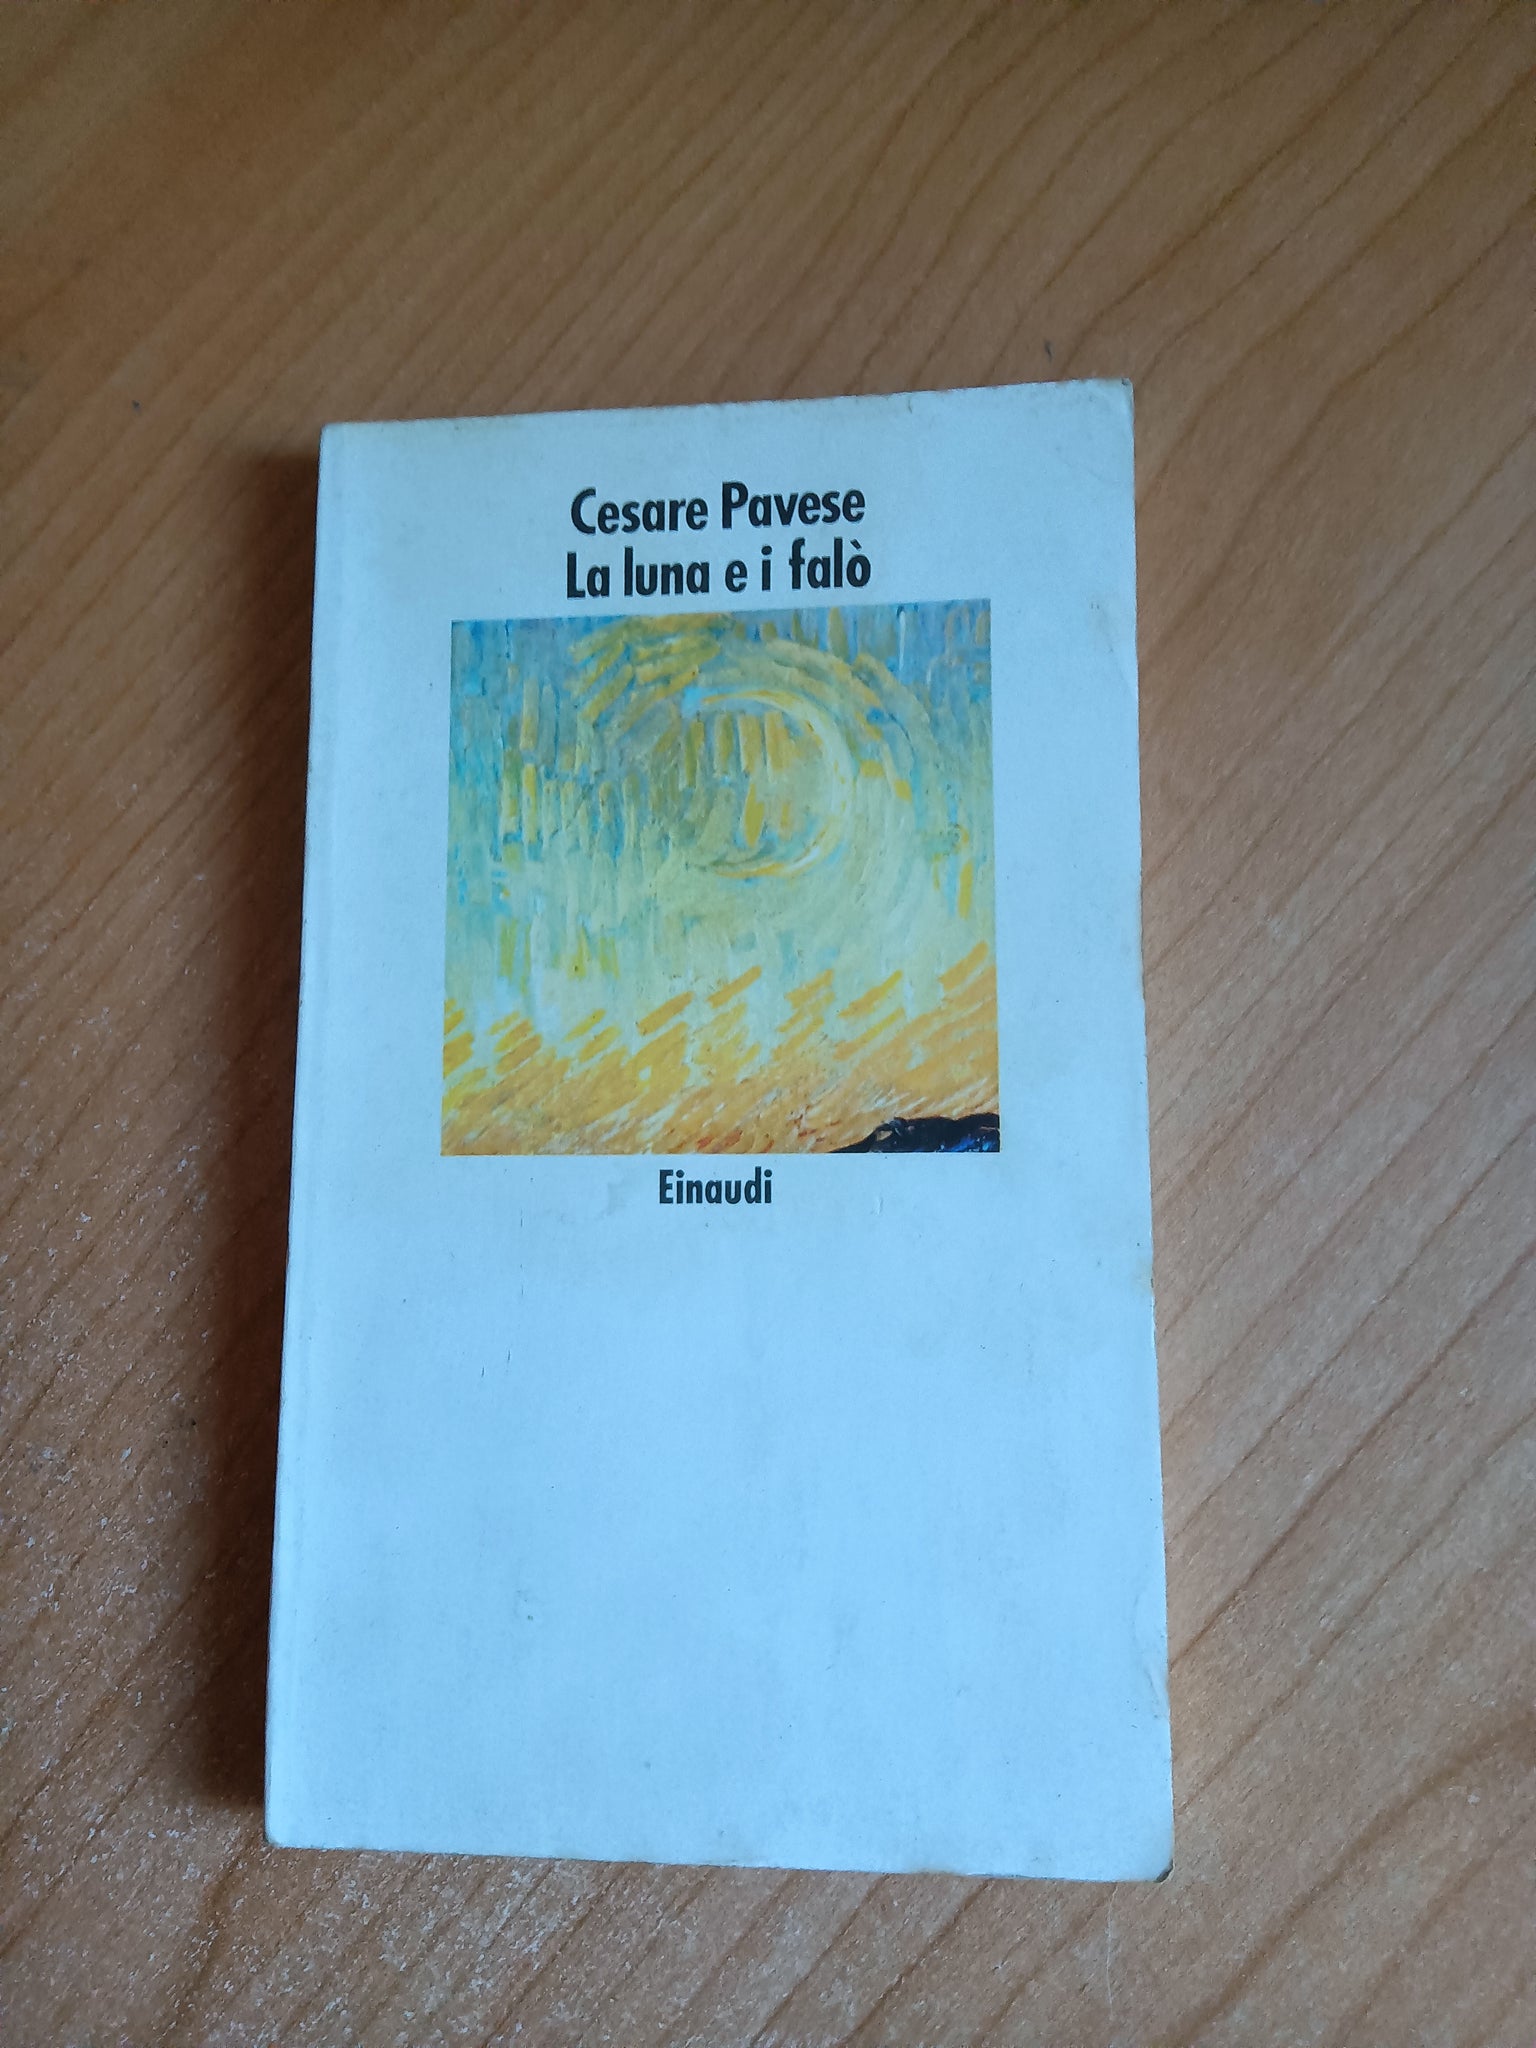 Cesare Pavese
La luna e i falò
Einaudi